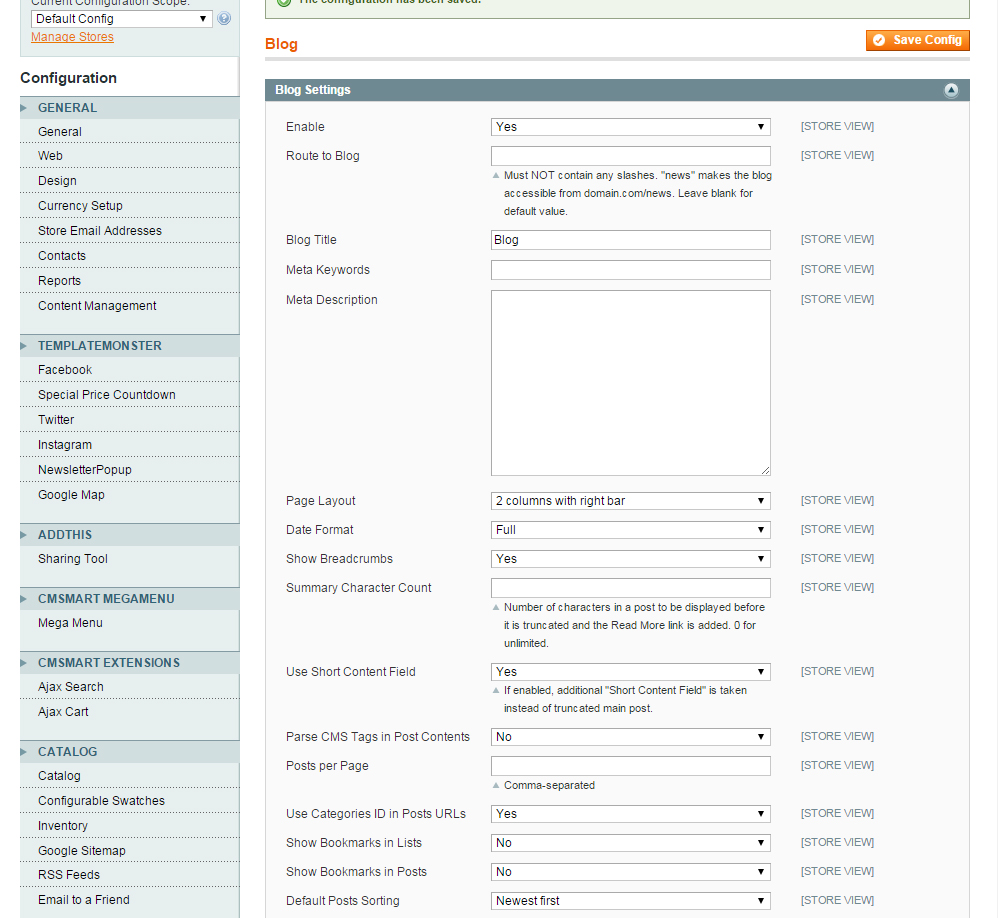 Current Configuration Scope:
Default Config
Manage Stores
Configuration
GENERAL
General
Web
Design
Currency Setup
Store Email Addresses
Contacts
Reports
Content Management
TEMPLATEMONSTER
Facebook
Special Price Countdown
Twitter
Instagram
NewsletterPopup
Google Map
ADDTHIS
Sharing Tool
CMSMART MEGAMENU
Mega Menu
CMSMART EXTENSIONS
Ajax Search
Ajax Cart
CATALOG
Catalog
Configurable Swatches
Inventory
Google Sitemap
RSS Feeds
Email to a Friend
The configuration has been saved.
Blog
Save Config
Blog Settings
Enable Yes [STORE VIEW]
Route to Blog [STORE VIEW]
Must NOT contain any slashes. "news" makes the blog
accessible from domain.com/news. Leave blank for
default value.
Blog Title Blog [STORE VIEW]
Meta Keywords [STORE VIEW]
Meta Description [STORE VIEW]
Page Layout 2 columns with right bar [STORE VIEW]
Date Format Full [STORE VIEW]
Show Breadcrumbs Yes [STORE VIEW]
Summary Character Count [STORE VIEW]
Number of characters in a post to be displayed before
it is truncated and the Read More link is added. 0 for
unlimited.
Use Short Content Field Yes [STORE VIEW]
If enabled, additional "Short Content Field" is taken
instead of truncated main post.
Parse CMS Tags in Post Contents No [STORE VIEW]
Posts per Page [STORE VIEW]
Comma-separated
Use Categories ID in Posts URLs Yes [STORE VIEW]
Show Bookmarks in Lists No [STORE VIEW]
Show Bookmarks in Posts No [STORE VIEW]
Default Posts Sorting Newest first [STORE VIEW]